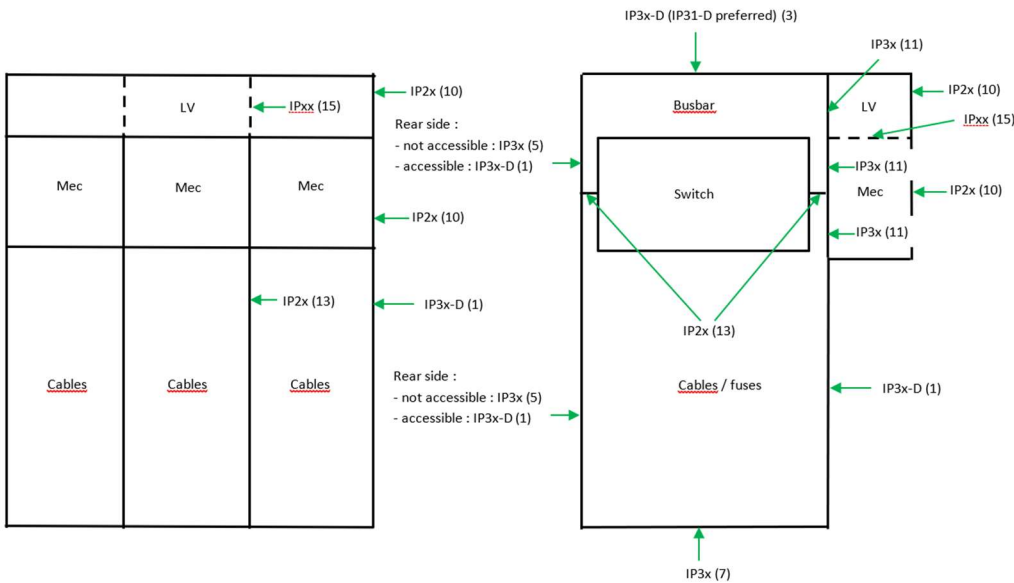 IP3x-D (IP31-D preferred) (3)
IP3x (11)
IP2x (10)
LV
IPxx (15)
Busbar
LV
IP2x (10)
IPxx (15)
Rear side :
- not accessible : IP3x (5)
- accessible : IP3x-D (1)
IP3x (11)
Mec
Mec
Mec
Switch
Mec
IP2x (10)
IP2x (10)
IP3x (11)
IP2x (13)
IP3x-D (1)
IP2x (13)
Rear side :
- not accessible : IP3x (5)
- accessible : IP3x-D (1)
Cables
Cables
Cables
Cables / fuses
IP3x-D (1)
IP3x (7)